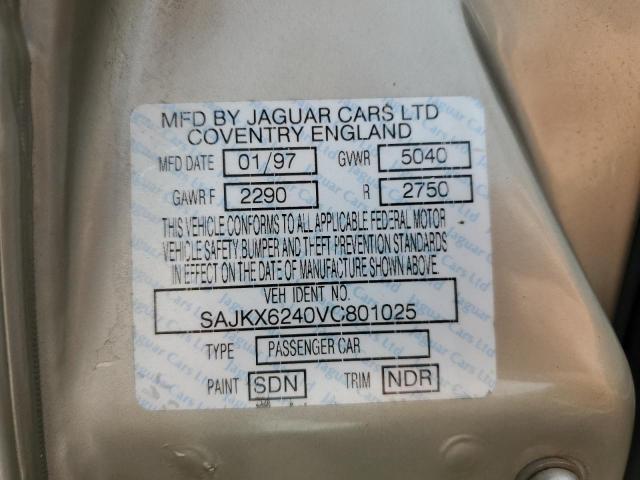 MFD BY JAGUAR CARS LTD
COVENTRY ENGLAND
MFD DATE 01/97 GVWR 5040
GAWR F 2290 R 2750
THIS VEHICLE CONFORMS TO ALL APPLICABLE FEDERAL MOTOR
VEHICLE SAFETY BUMPER AND THEFT PREVENTION STANDARDS
IN EFFECT ON THE DATE OF MANUFACTURE SHOWN ABOVE.
VEH IDENT NO.
SAJKX6240VC801025
TYPE PASSENGER CAR
PAINT SDN TRIM NDR